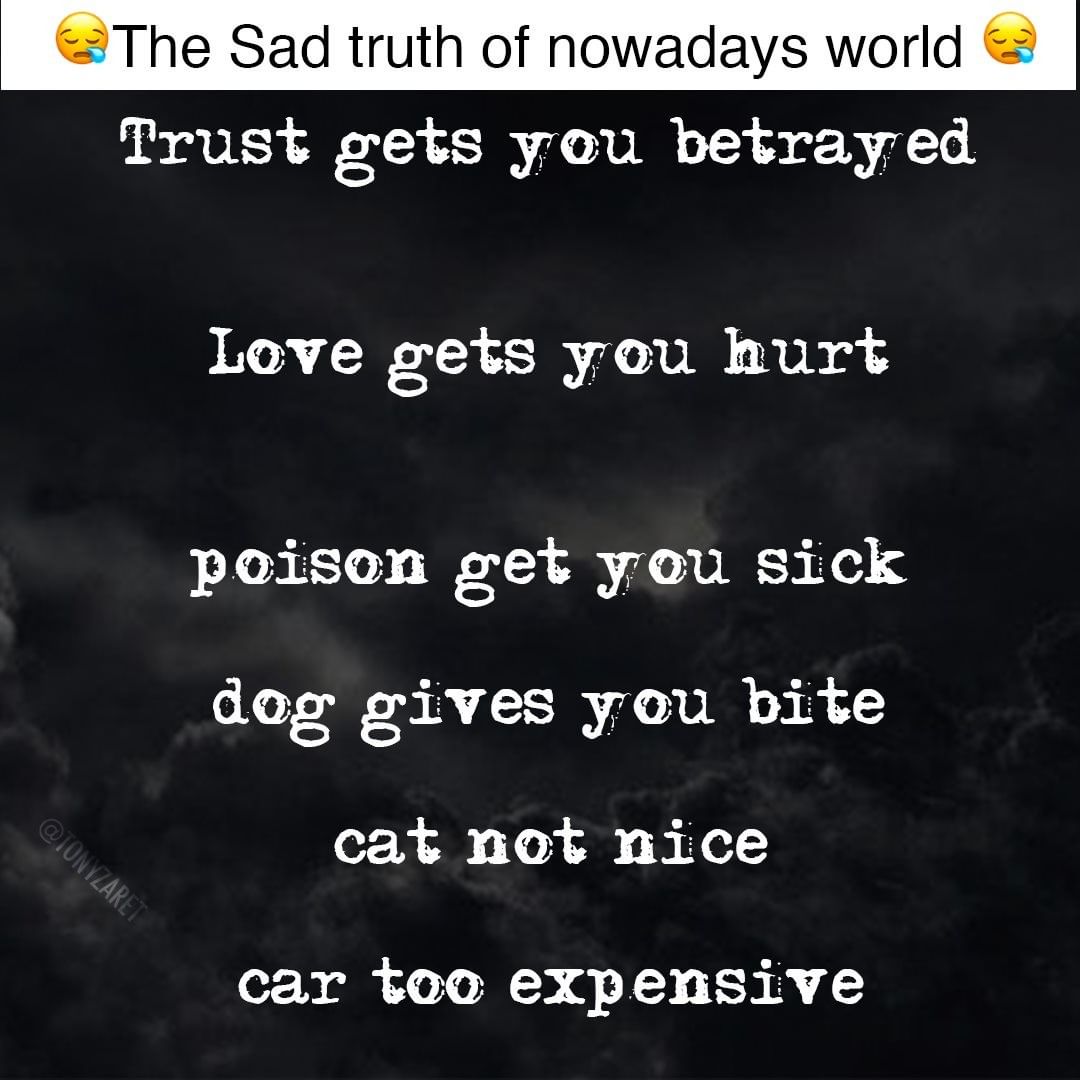 😪The Sad truth of nowadays world 😪
Trust gets you betrayed
Love gets you hurt
poison get you sick
dog gives you bite
cat not nice
@TONYZARET
car too expensive